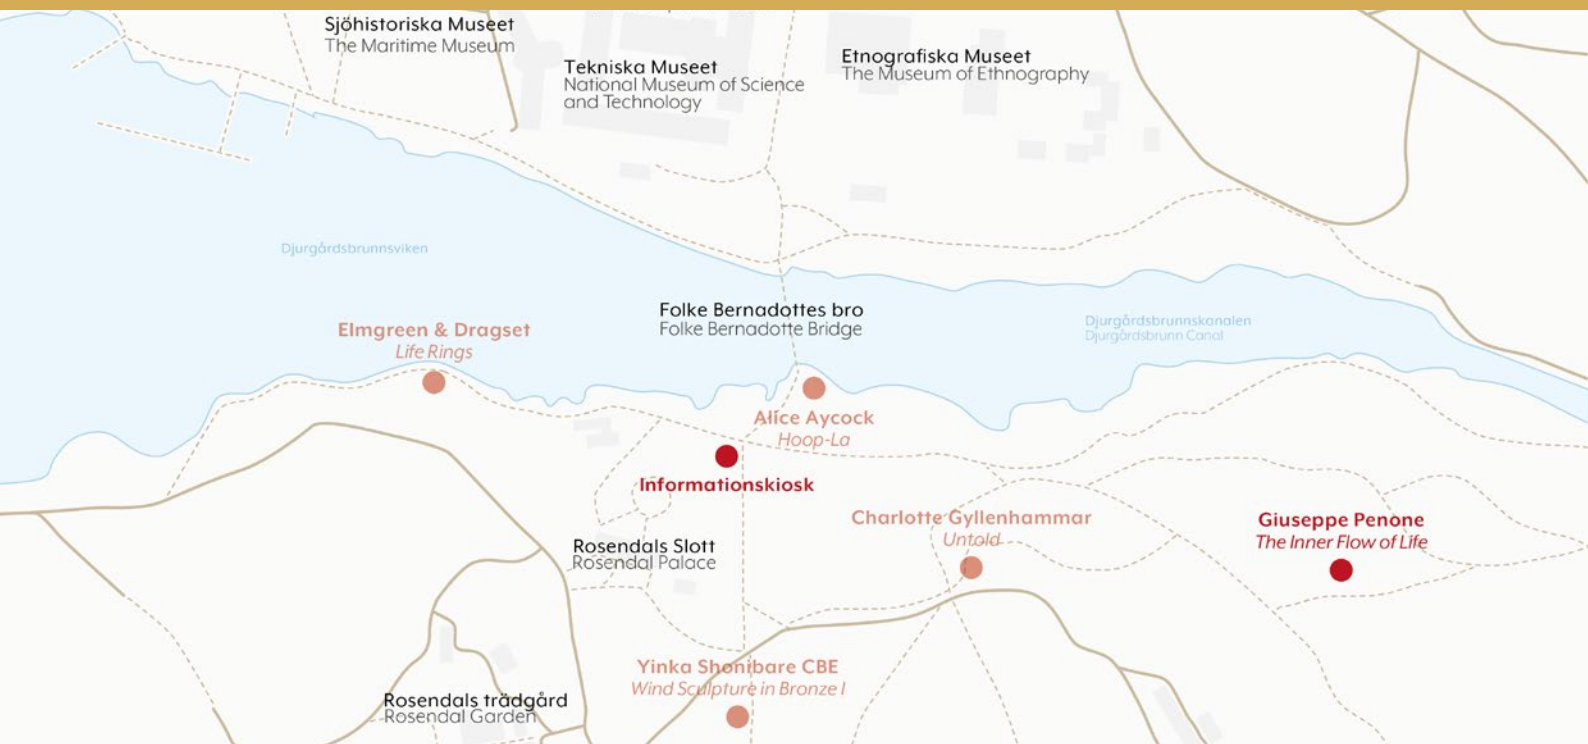 Sjöhistoriska Museet
The Maritime Museum
Tekniska Museet
National Museum of Science
and Technology
Etnografiska Museet
The Museum of Ethnography
Djurgårdsbrunnsviken
Folke Bernadottes bro
Folke Bernadotte Bridge
Djurgårdsbrunnskanalen
Djurgårdsbrunn Canal
Elmgreen & Dragset
Life Rings
Alice Aycock
Hoop-La
Informationskiosk
Charlotte Gyllenhammar
Untold
Giuseppe Penone
The Inner Flow of Life
Rosendals Slott
Rosendal Palace
Yinka Shonibare CBE
Wind Sculpture in Bronze I
Rosendals trädgård
Rosendal Garden